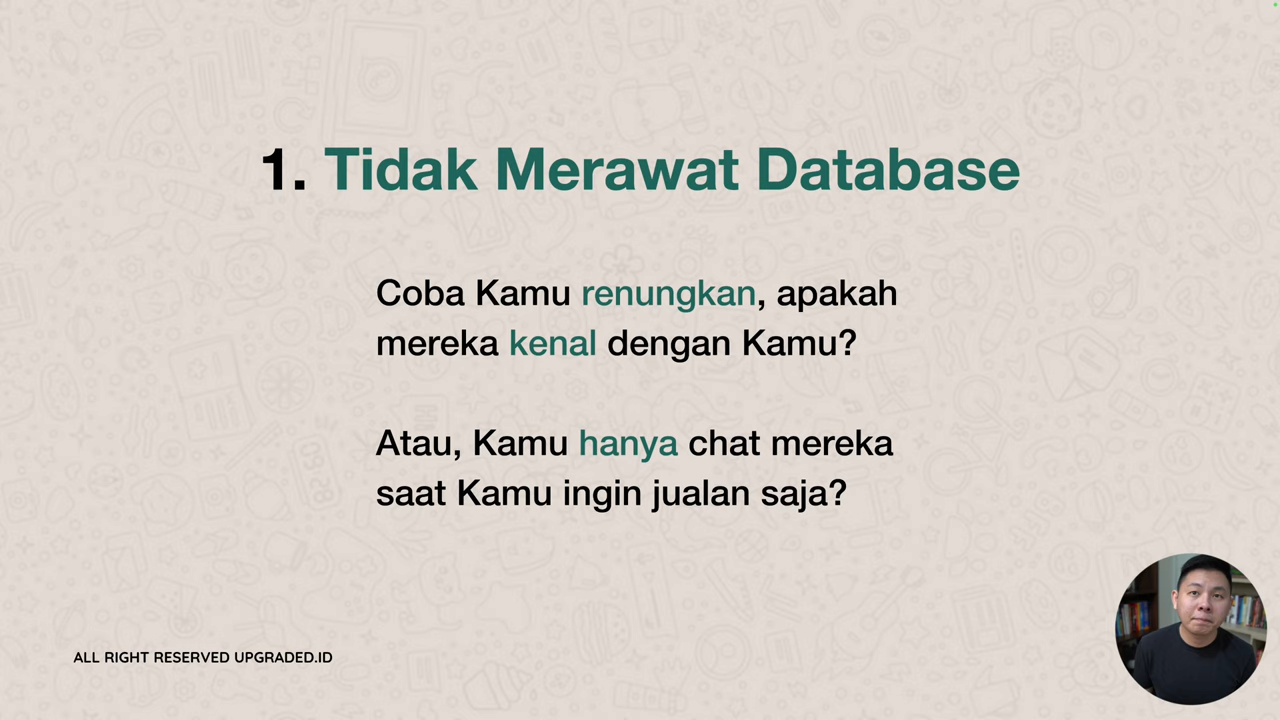 1. Tidak Merawat Database
Coba Kamu renungkan, apakah
mereka kenal dengan Kamu?
Atau, Kamu hanya chat mereka
saat Kamu ingin jualan saja?
ALL RIGHT RESERVED UPGRADED.ID